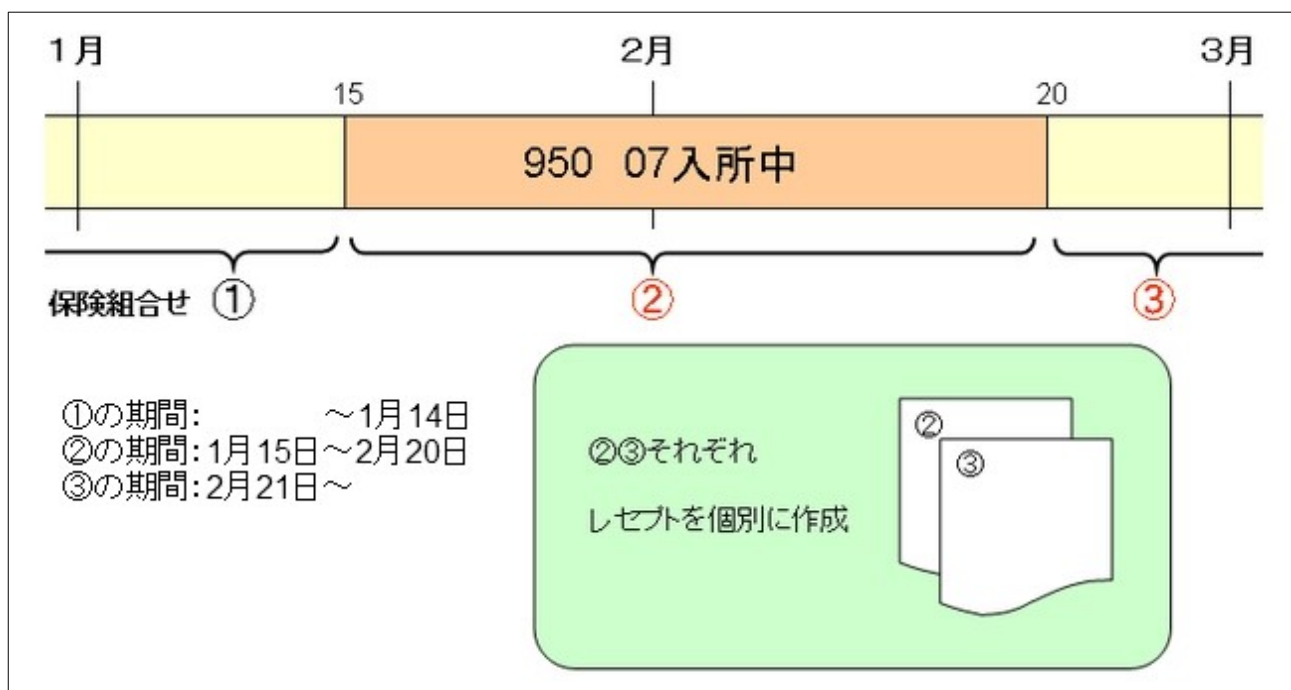 1月 2月 3月
15 20
950 07入所中
保険組合せ ① ② ③
①の期間: ～1月14日
②の期間:1月15日～2月20日
③の期間:2月21日～
②③それぞれ
レセプトを個別に作成
②
③